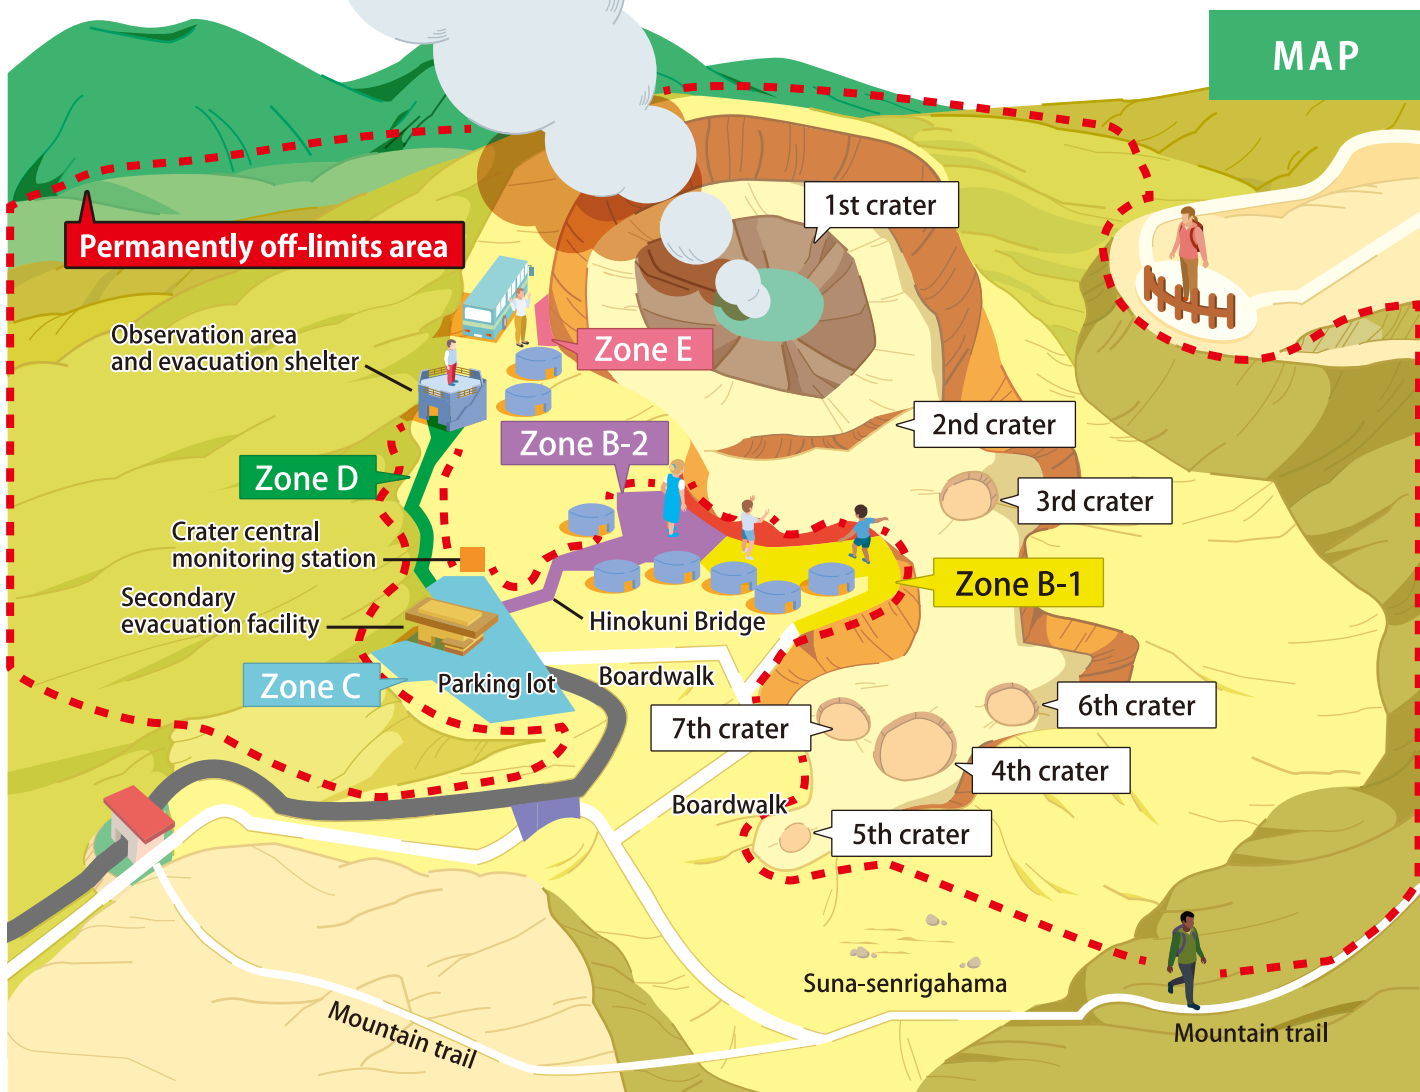 MAP
1st crater
Permanently off-limits area
Observation area
and evacuation shelter
Zone E
2nd crater
Zone B-2
Zone D
3rd crater
Crater central
monitoring station
Zone B-1
Secondary
evacuation facility
Hinokuni Bridge
Boardwalk
Zone C
Parking lot
6th crater
7th crater
4th crater
Boardwalk
5th crater
Suna-senrigahama
Mountain trail
Mountain trail